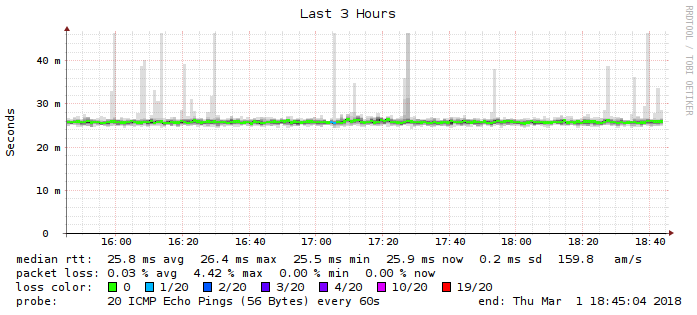 Last 3 Hours
RRDTOOL / TOBI OETIKER
Seconds
40 m
30 m
20 m
10 m
0
16:00 16:20 16:40 17:00 17:20 17:40 18:00 18:20 18:40
median rtt: 25.8 ms avg 26.4 ms max 25.5 ms min 25.9 ms now 0.2 ms sd 159.8 am/s
packet loss: 0.03 % avg 4.42 % max 0.00 % min 0.00 % now
loss color: 0 1/20 2/20 3/20 4/20 10/20 19/20
probe: 20 ICMP Echo Pings (56 Bytes) every 60s end: Thu Mar 1 18:45:04 2018